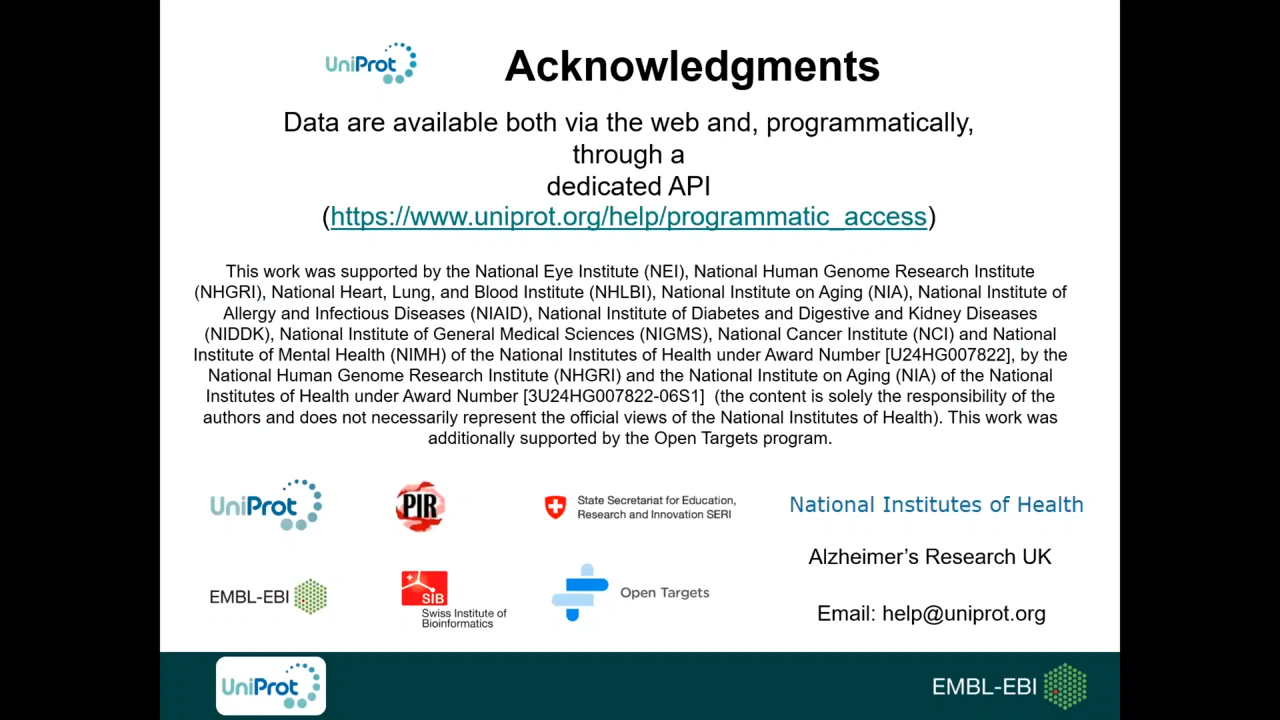 UniProt
Acknowledgments
Data are available both via the web and, programmatically,
through a
dedicated API
(https://www.uniprot.org/help/programmatic_access)
This work was supported by the National Eye Institute (NEI), National Human Genome Research Institute
(NHGRI), National Heart, Lung, and Blood Institute (NHLBI), National Institute on Aging (NIA), National Institute of
Allergy and Infectious Diseases (NIAID), National Institute of Diabetes and Digestive and Kidney Diseases
(NIDDK), National Institute of General Medical Sciences (NIGMS), National Cancer Institute (NCI) and National
Institute of Mental Health (NIMH) of the National Institutes of Health under Award Number [U24HG007822], by the
National Human Genome Research Institute (NHGRI) and the National Institute on Aging (NIA) of the National
Institutes of Health under Award Number [3U24HG007822-06S1] (the content is solely the responsibility of the
authors and does not necessarily represent the official views of the National Institutes of Health). This work was
additionally supported by the Open Targets program.
UniProt
PIR
State Secretariat for Education,
Research and Innovation SERI
National Institutes of Health
Alzheimer's Research UK
EMBL-EBI
SIB
Swiss Institute of
Bioinformatics
Open Targets
Email: help@uniprot.org
UniProt
EMBL-EBI